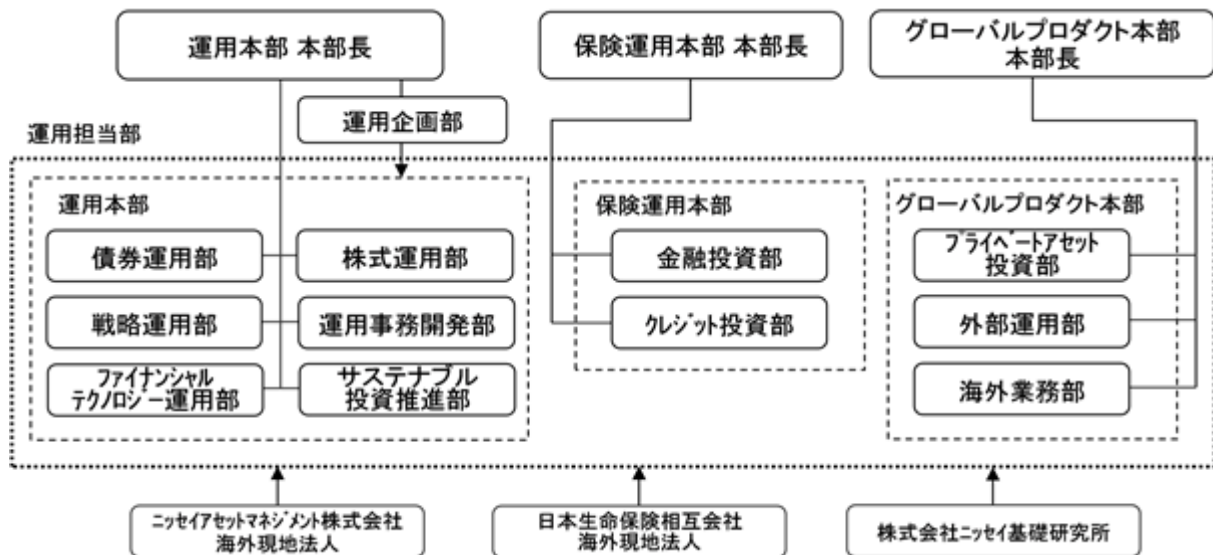 運用本部 本部長
保険運用本部 本部長
グローバルプロダクト本部
本部長
運用企画部
運用担当部
運用本部
債券運用部
株式運用部
戦略運用部
運用事務開発部
ファイナンシャル
テクノロジー運用部
サステナブル
投資推進部
保険運用本部
金融投資部
クレジット投資部
グローバルプロダクト本部
プライベートアセット
投資部
外部運用部
海外業務部
ニッセイアセットマネジメント株式会社
海外現地法人
日本生命保険相互会社
海外現地法人
株式会社ニッセイ基礎研究所